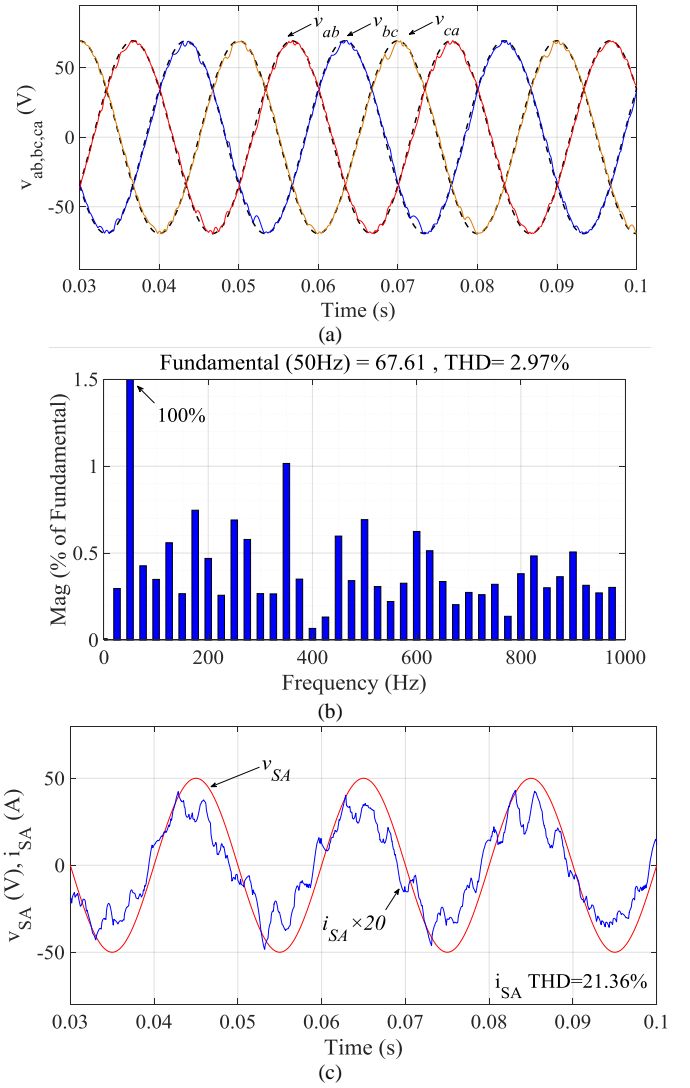 v_ab v_bc v_ca
50
0
-50
v_ab,bc,ca (V)
0.03 0.04 0.05 0.06 0.07 0.08 0.09 0.1
Time (s)
(a)
Fundamental (50Hz) = 67.61 , THD= 2.97%
1.5
1
0.5
0
100%
Mag (% of Fundamental)
0 200 400 600 800 1000
Frequency (Hz)
(b)
v_SA
50
0
-50
v_SA (V), i_SA (A)
i_SA ×20
i_SA THD=21.36%
0.03 0.04 0.05 0.06 0.07 0.08 0.09 0.1
Time (s)
(c)